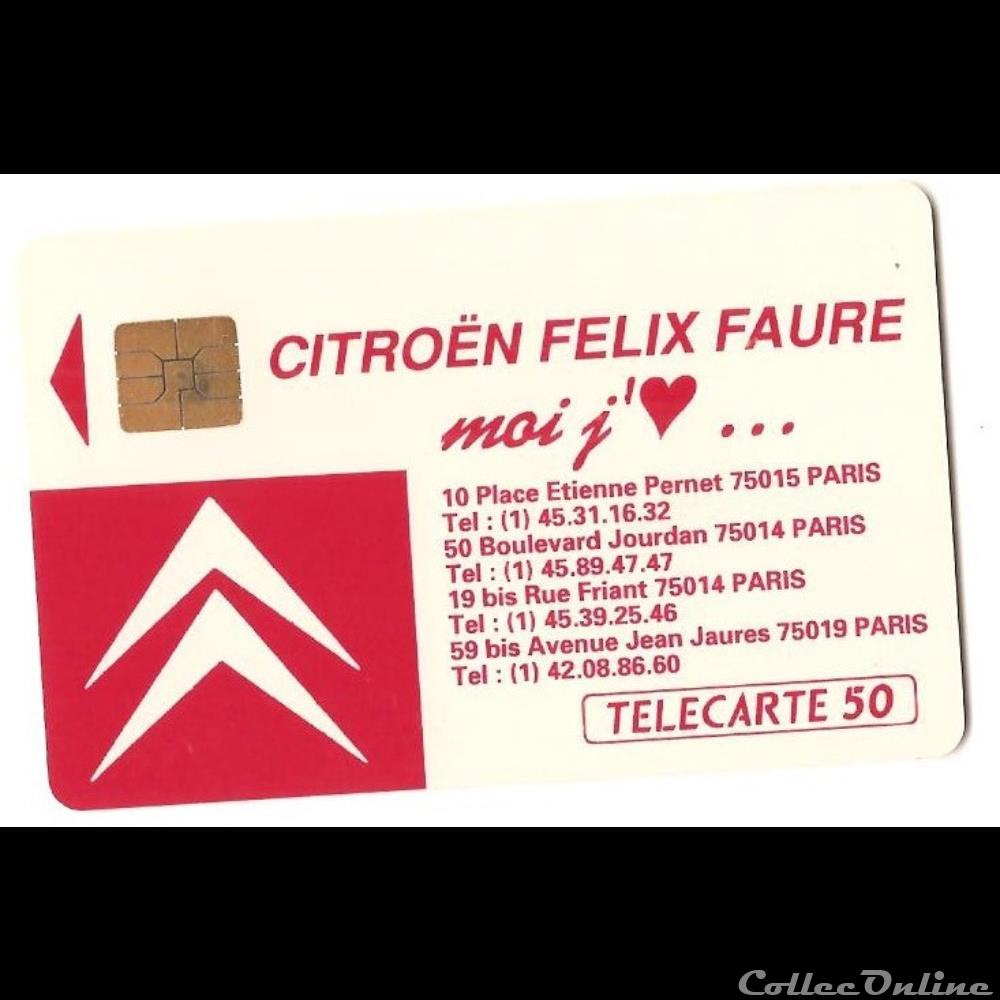 CITROËN FELIX FAURE
moi j'♥ ...
10 Place Etienne Pernet 75015 PARIS
Tel : (1) 45.31.16.32
50 Boulevard Jourdan 75014 PARIS
Tel : (1) 45.89.47.47
19 bis Rue Friant 75014 PARIS
Tel : (1) 45.39.25.46
59 bis Avenue Jean Jaures 75019 PARIS
Tel : (1) 42.08.86.60
TELECARTE 50
CollecOnline